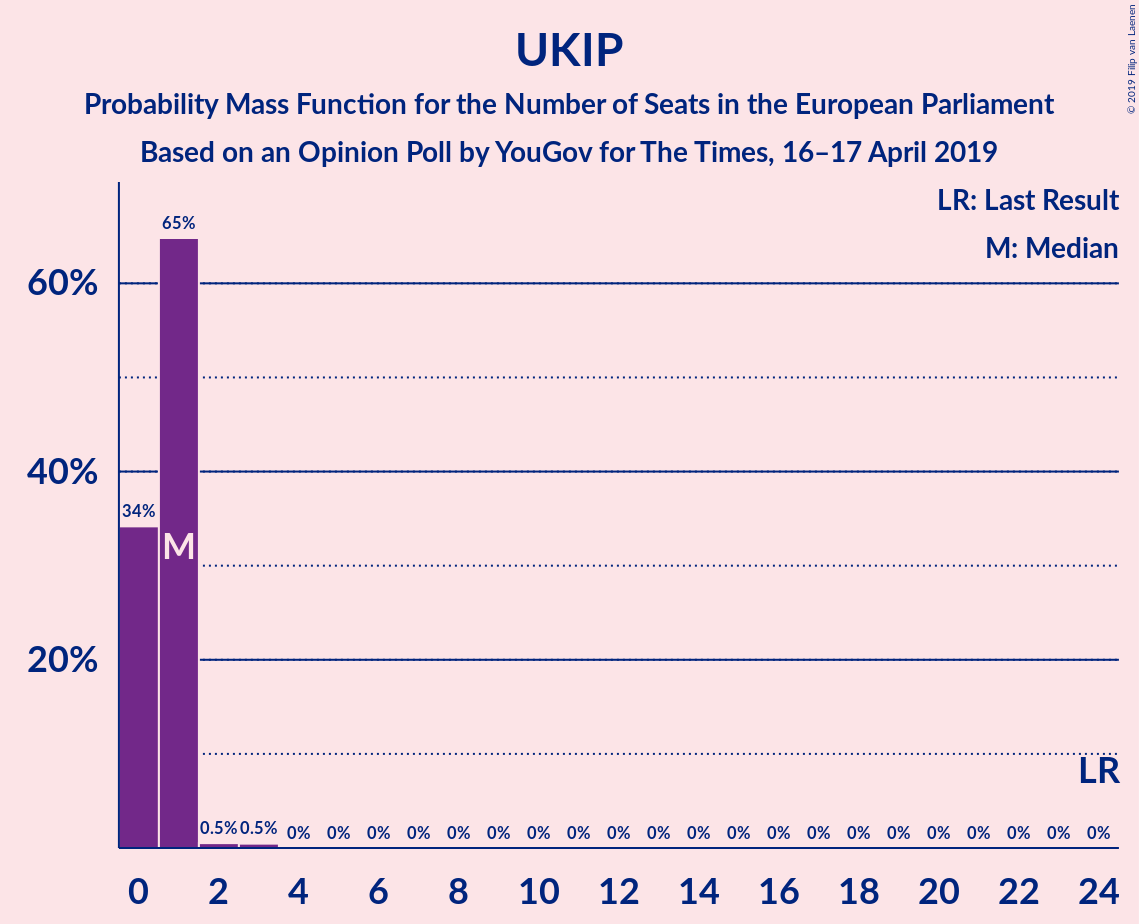 UKIP
Probability Mass Function for the Number of Seats in the European Parliament
Based on an Opinion Poll by YouGov for The Times, 16–17 April 2019
© 2019 Filip van Laenen
LR: Last Result
M: Median
60%
40%
20%
65%
34%
M
0.5% 0.5% 0% 0% 0% 0% 0% 0% 0% 0% 0% 0% 0% 0% 0% 0% 0% 0% 0% 0% 0% 0% 0%
LR
0 2 4 6 8 10 12 14 16 18 20 22 24